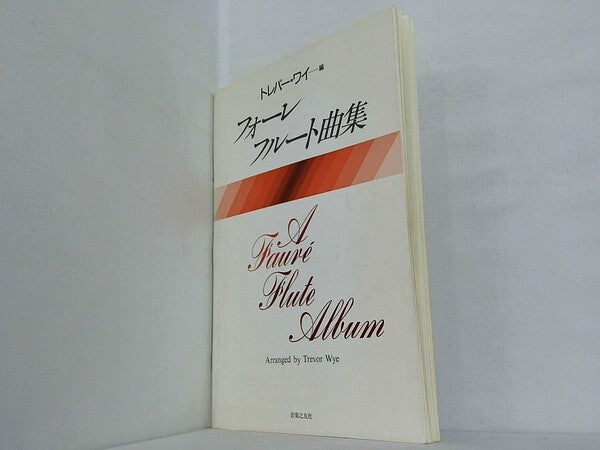 トレバー・ワイ―編
フォーレ
フルート曲集
A
Fauré
Flute
Album
Arranged by Trevor Wye
音楽之友社